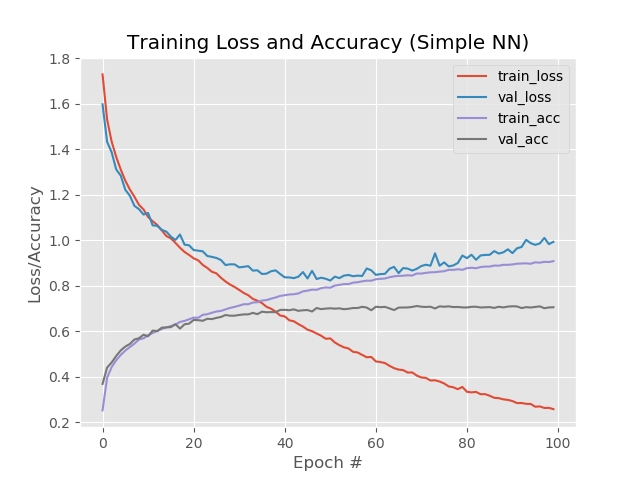 Training Loss and Accuracy (Simple NN)
train_loss
val_loss
train_acc
val_acc
1.8
1.6
1.4
1.2
1.0
0.8
0.6
0.4
0.2
Loss/Accuracy
0 20 40 60 80 100
Epoch #